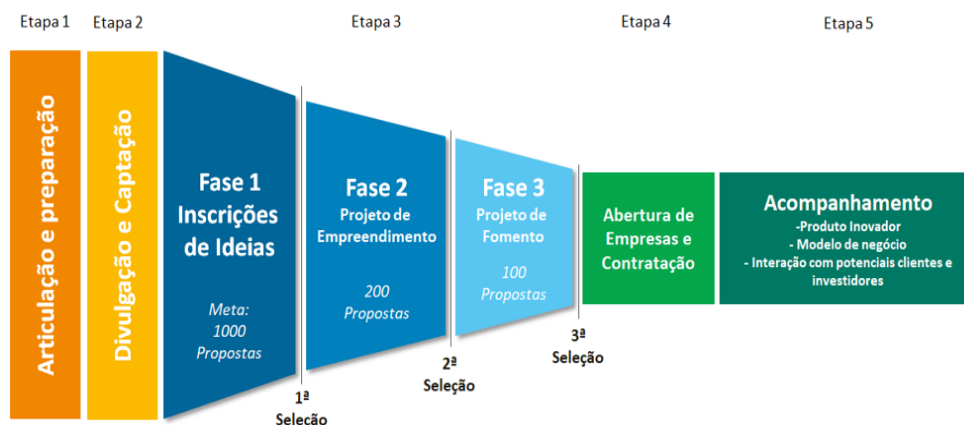 Etapa 1
Etapa 2
Etapa 3
Etapa 4
Etapa 5
Articulação e preparação
Divulgação e Captação
Fase 1
Inscrições
de Ideias
Meta:
1000
Propostas
1ª
Seleção
Fase 2
Projeto de
Empreendimento
200
Propostas
2ª
Seleção
Fase 3
Projeto de
Fomento
100
Propostas
3ª
Seleção
Abertura de
Empresas e
Contratação
Acompanhamento
-Produto Inovador
- Modelo de negócio
- Interação com potenciais clientes e
investidores